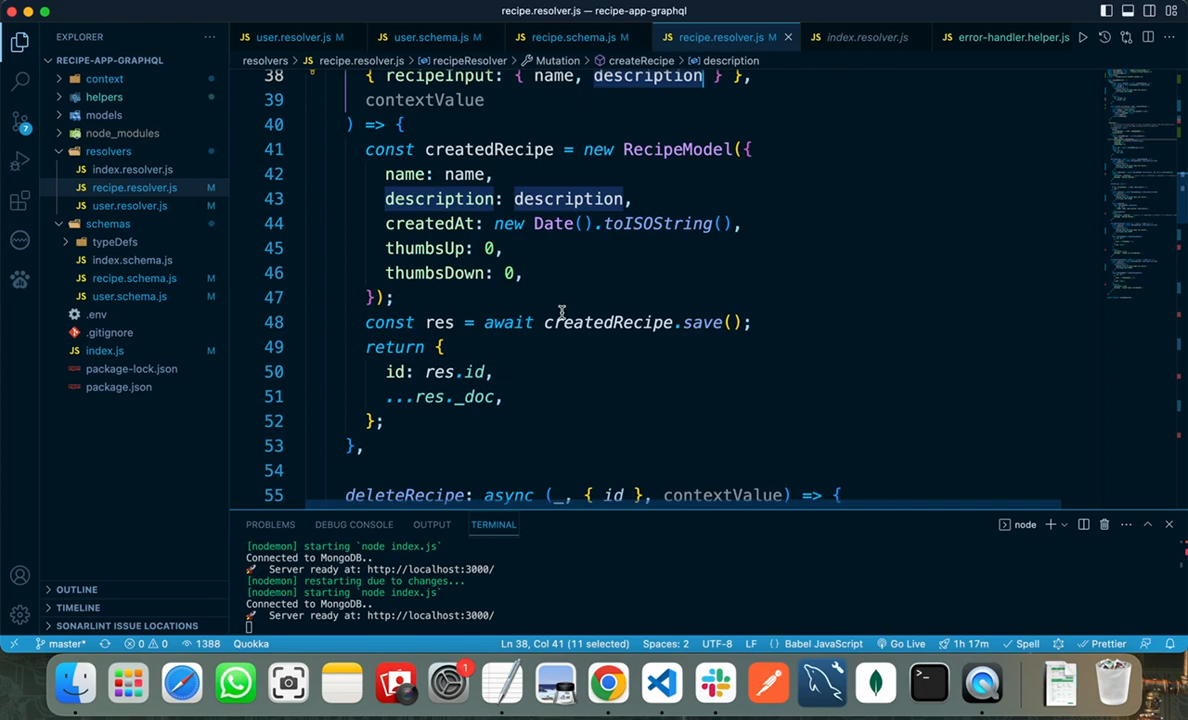 recipe.resolver.js — recipe-app-graphql
EXPLORER
RECIPE-APP-GRAPHQL
context
helpers
models
node_modules
resolvers
JS index.resolver.js
JS recipe.resolver.js M
JS user.resolver.js M
schemas
typeDefs
JS index.schema.js
JS recipe.schema.js M
JS user.schema.js M
.env
.gitignore
JS index.js M
package-lock.json
package.json
OUTLINE
TIMELINE
SONARLINT ISSUE LOCATIONS
7
JS user.resolver.js M
JS user.schema.js M
JS recipe.schema.js M
JS recipe.resolver.js M
JS index.resolver.js
JS error-handler.helper.js
resolvers > JS recipe.resolver.js > recipeResolver > Mutation > createRecipe > description
38 { recipeInput: { name, description } },
39 contextValue
40 ) => {
41 const createdRecipe = new RecipeModel({
42 name: name,
43 description: description,
44 createdAt: new Date().toISOString(),
45 thumbsUp: 0,
46 thumbsDown: 0,
47 });
48 const res = await createdRecipe.save();
49 return {
50 id: res.id,
51 ...res._doc,
52 };
53 },
54
55 deleteRecipe: async (_, { id }, contextValue) => {
PROBLEMS DEBUG CONSOLE OUTPUT TERMINAL
node
[nodemon] starting `node index.js`
Connected to MongoDB..
🚀 Server ready at: http://localhost:3000/
[nodemon] restarting due to changes...
[nodemon] starting `node index.js`
Connected to MongoDB..
🚀 Server ready at: http://localhost:3000/
master* 0 0 1388 Quokka Ln 38, Col 41 (11 selected) Spaces: 2 UTF-8 LF {} Babel JavaScript Go Live 1h 17m Spell Prettier
1